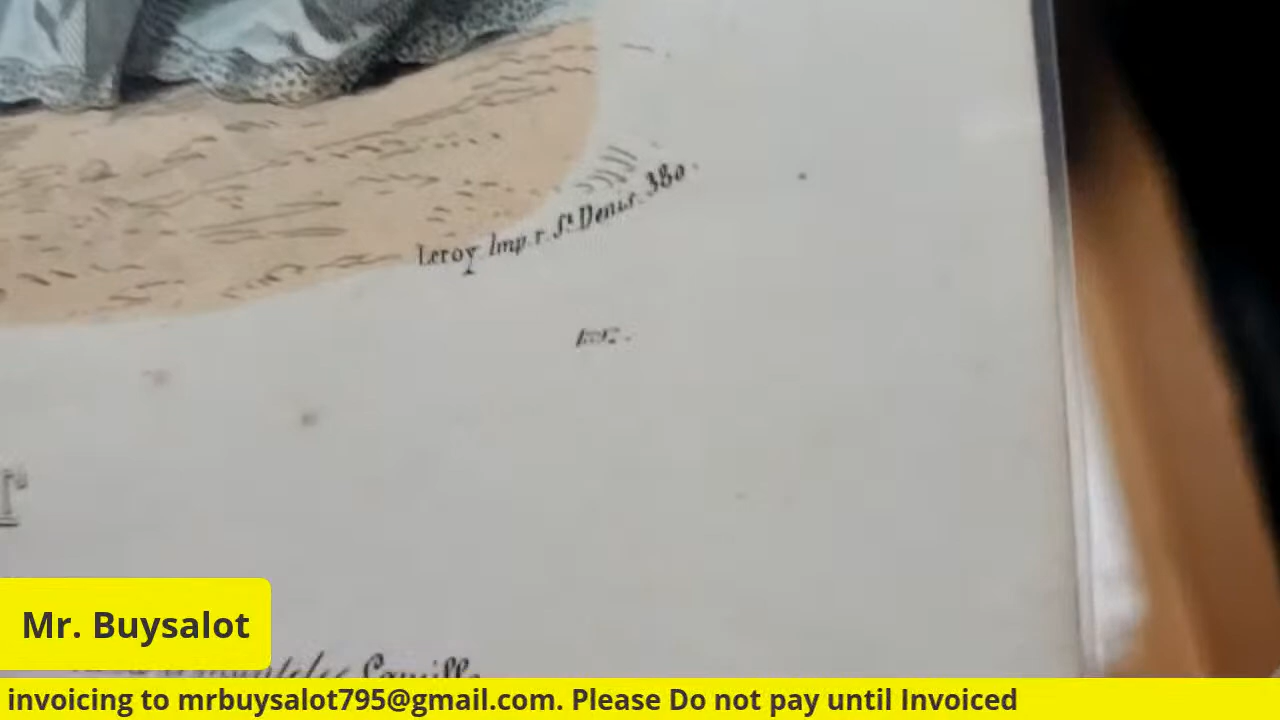 Leroy Imp. r. St Denis. 380.
Mr. Buysalot
invoicing to mrbuysalot795@gmail.com. Please Do not pay until Invoiced